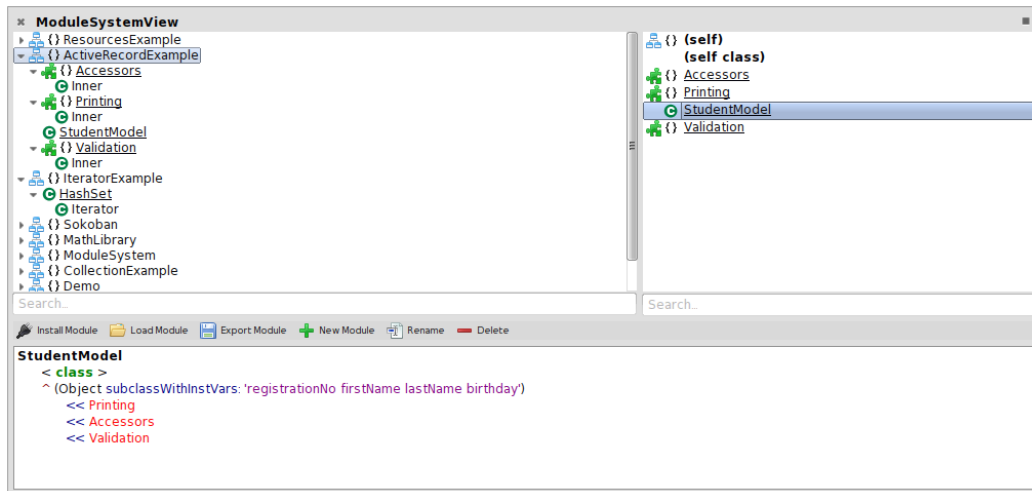 ModuleSystemView
{} ResourcesExample
{} ActiveRecordExample
{} Accessors
C Inner
{} Printing
C Inner
C StudentModel
{} Validation
C Inner
{} IteratorExample
C HashSet
C Iterator
{} Sokoban
{} MathLibrary
{} ModuleSystem
{} CollectionExample
{} Demo
Search...
{} (self)
(self class)
{} Accessors
{} Printing
C StudentModel
{} Validation
Search...
Install Module Load Module Export Module New Module Rename Delete
StudentModel
< class >
^ (Object subclassWithInstVars: 'registrationNo firstName lastName birthday')
<< Printing
<< Accessors
<< Validation